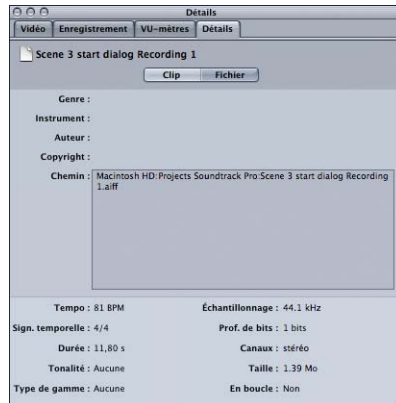 Détails
Vidéo Enregistrement VU-mètres Détails
Scene 3 start dialog Recording 1
Clip Fichier
Genre :
Instrument :
Auteur :
Copyright :
Chemin : Macintosh HD:Projects Soundtrack Pro:Scene 3 start dialog Recording
1.aiff
Tempo : 81 BPM Échantillonnage : 44.1 kHz
Sign. temporelle : 4/4 Prof. de bits : 1 bits
Durée : 11,80 s Canaux : stéréo
Tonalité : Aucune Taille : 1.39 Mo
Type de gamme : Aucune En boucle : Non